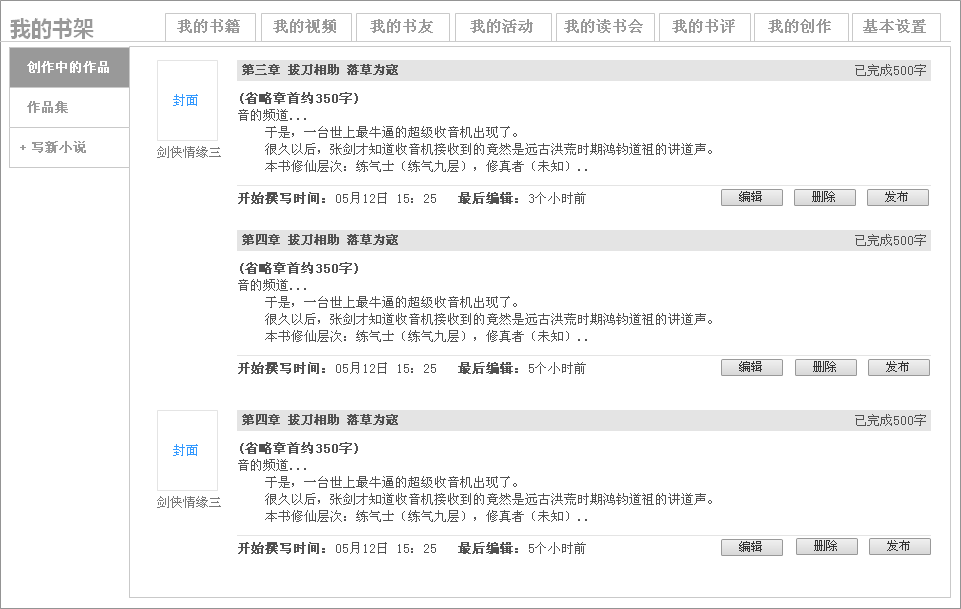 我的书架
我的书籍 我的视频 我的书友 我的活动 我的读书会 我的书评 我的创作 基本设置
创作中的作品
作品集
+ 写新小说
封面
剑侠情缘三
第三章 拔刀相助 落草为寇 已完成500字
(省略章首约350字)
音的频道...
于是，一台世上最牛逼的超级收音机出现了。
很久以后，张剑才知道收音机接收到的竟然是远古洪荒时期鸿钧道祖的讲道声。
本书修仙层次：练气士（练气九层），修真者（未知）..
开始撰写时间：05月12日 15：25 最后编辑：3个小时前 编辑 删除 发布
第四章 拔刀相助 落草为寇 已完成500字
(省略章首约350字)
音的频道...
于是，一台世上最牛逼的超级收音机出现了。
很久以后，张剑才知道收音机接收到的竟然是远古洪荒时期鸿钧道祖的讲道声。
本书修仙层次：练气士（练气九层），修真者（未知）..
开始撰写时间：05月12日 15：25 最后编辑：5个小时前 编辑 删除 发布
封面
剑侠情缘三
第四章 拔刀相助 落草为寇 已完成500字
(省略章首约350字)
音的频道...
于是，一台世上最牛逼的超级收音机出现了。
很久以后，张剑才知道收音机接收到的竟然是远古洪荒时期鸿钧道祖的讲道声。
本书修仙层次：练气士（练气九层），修真者（未知）..
开始撰写时间：05月12日 15：25 最后编辑：5个小时前 编辑 删除 发布